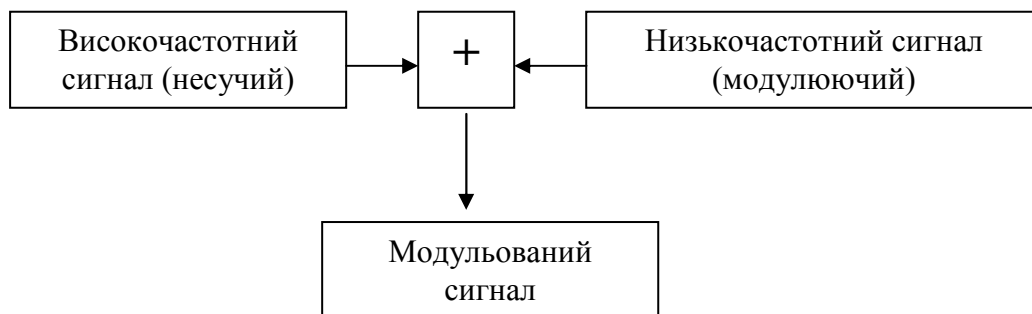 Високочастотний
сигнал (несучий)
+
Низькочастотний сигнал
(модулюючий)
Модульований
сигнал